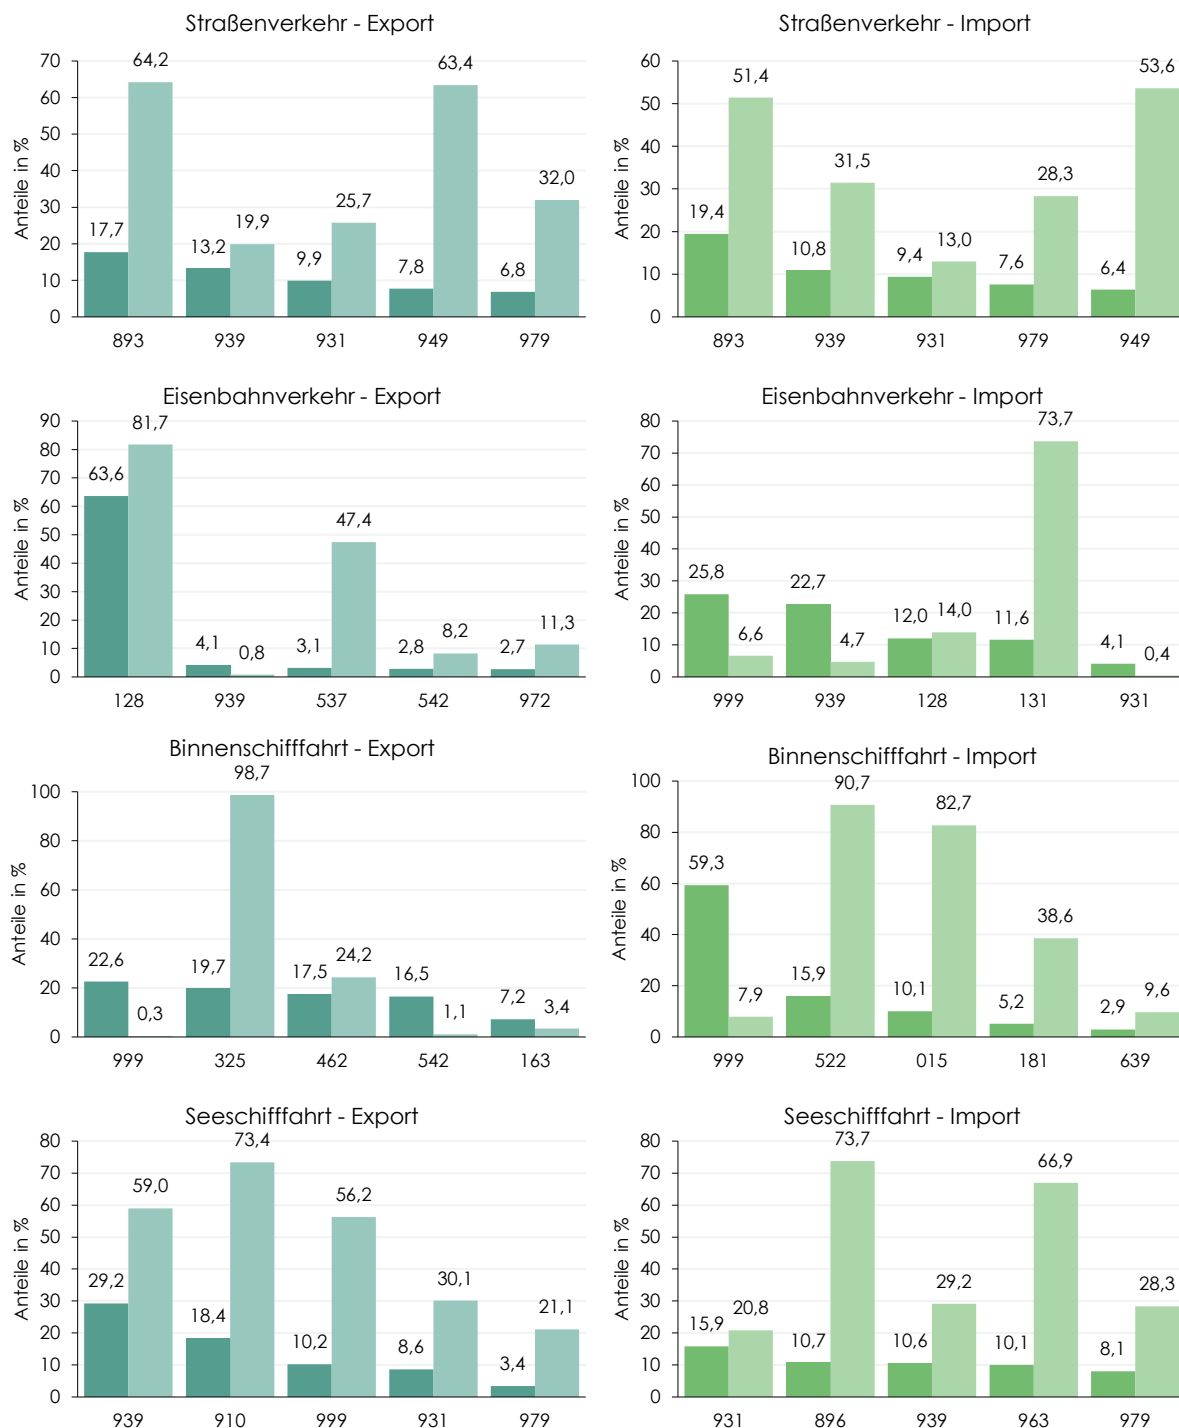 Straßenverkehr - Export
Anteile in %
70
60
50
40
30
20
10
0
17,7 64,2 13,2 19,9 9,9 25,7 7,8 63,4 6,8 32,0
893 939 931 949 979
Straßenverkehr - Import
Anteile in %
60
50
40
30
20
10
0
19,4 51,4 10,8 31,5 9,4 13,0 7,6 28,3 6,4 53,6
893 939 931 979 949
Eisenbahnverkehr - Export
Anteile in %
90
80
70
60
50
40
30
20
10
0
63,6 81,7 4,1 0,8 3,1 47,4 2,8 8,2 2,7 11,3
128 939 537 542 972
Eisenbahnverkehr - Import
Anteile in %
80
70
60
50
40
30
20
10
0
25,8 6,6 22,7 4,7 12,0 14,0 11,6 73,7 4,1 0,4
999 939 128 131 931
Binnenschifffahrt - Export
Anteile in %
100
80
60
40
20
0
22,6 0,3 19,7 98,7 17,5 24,2 16,5 1,1 7,2 3,4
999 325 462 542 163
Binnenschifffahrt - Import
Anteile in %
100
80
60
40
20
0
59,3 7,9 15,9 90,7 10,1 82,7 5,2 38,6 2,9 9,6
999 522 015 181 639
Seeschifffahrt - Export
Anteile in %
80
70
60
50
40
30
20
10
0
29,2 59,0 18,4 73,4 10,2 56,2 8,6 30,1 3,4 21,1
939 910 999 931 979
Seeschifffahrt - Import
Anteile in %
80
70
60
50
40
30
20
10
0
15,9 20,8 10,7 73,7 10,6 29,2 10,1 66,9 8,1 28,3
931 896 939 963 979